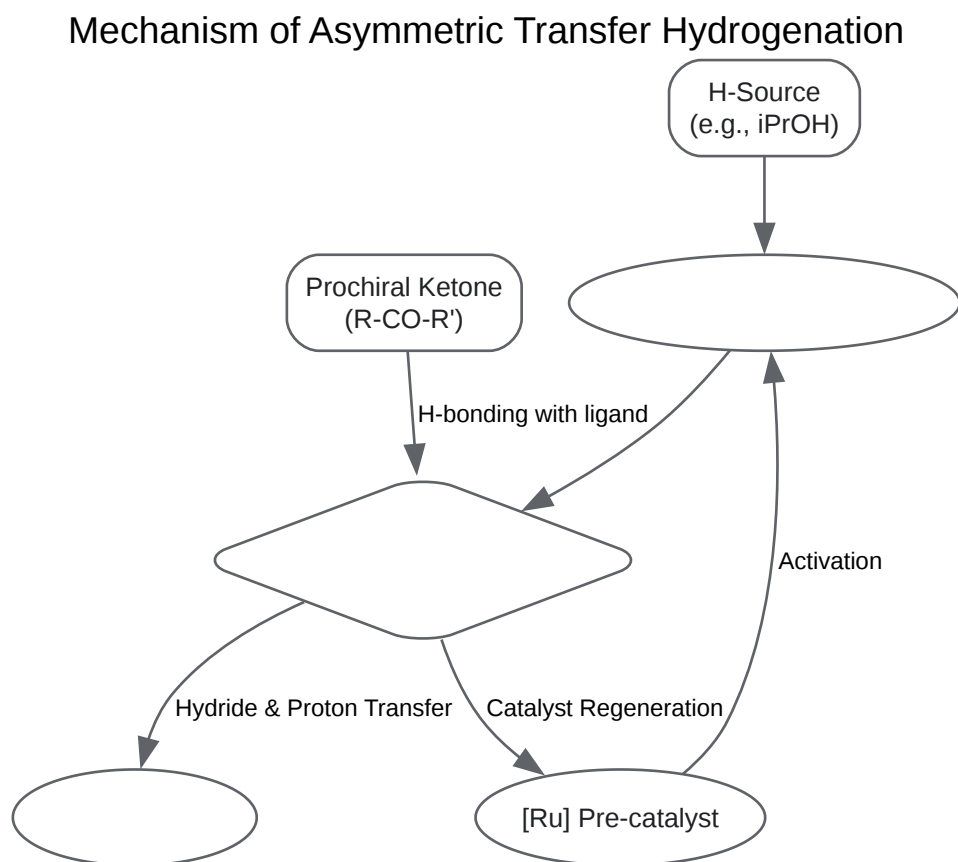 Mechanism of Asymmetric Transfer Hydrogenation
H-Source
(e.g., iPrOH)
Prochiral Ketone
(R-CO-R')
H-bonding with ligand
Activation
Hydride & Proton Transfer
Catalyst Regeneration
[Ru] Pre-catalyst